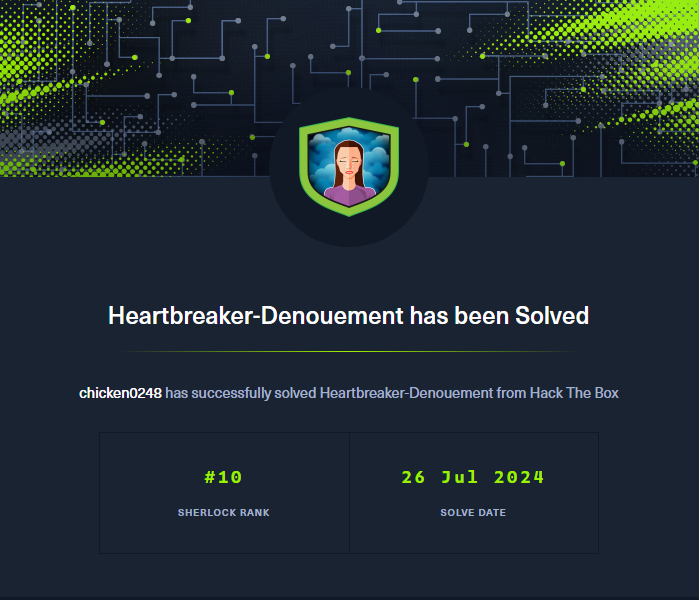 Heartbreaker-Denouement has been Solved
chicken0248 has successfully solved Heartbreaker-Denouement from Hack The Box
#10
SHERLOCK RANK
26 Jul 2024
SOLVE DATE